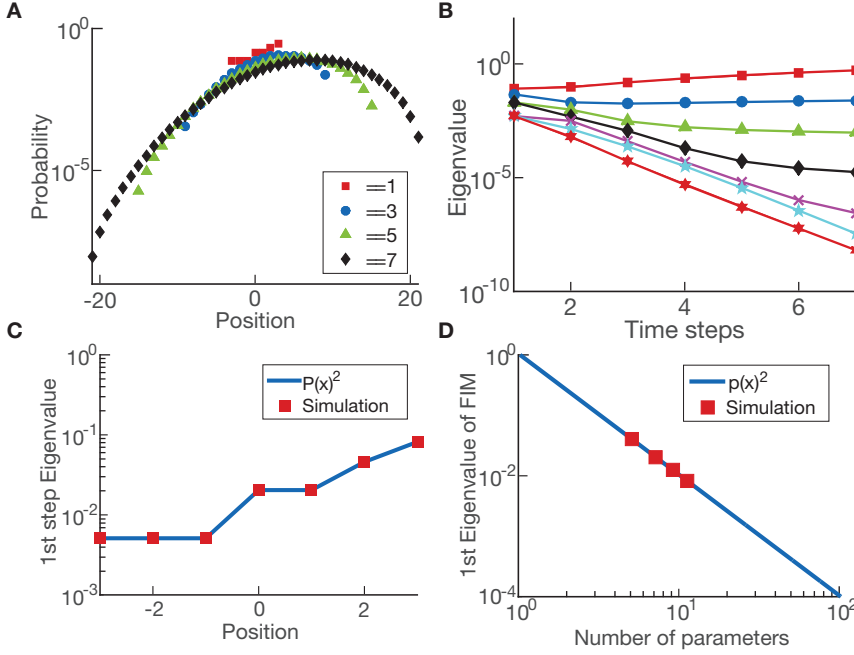 A
10^0
10^-5
Probability
-20
0
20
Position
==1
==3
==5
==7
B
10^0
10^-5
10^-10
Eigenvalue
2
4
6
Time steps
C
10^0
10^-1
10^-2
10^-3
1st step Eigenvalue
-2
0
2
Position
P(x)^2
Simulation
D
10^0
10^-2
10^-4
1st Eigenvalue of FIM
10^0
10^1
10^2
Number of parameters
p(x)^2
Simulation